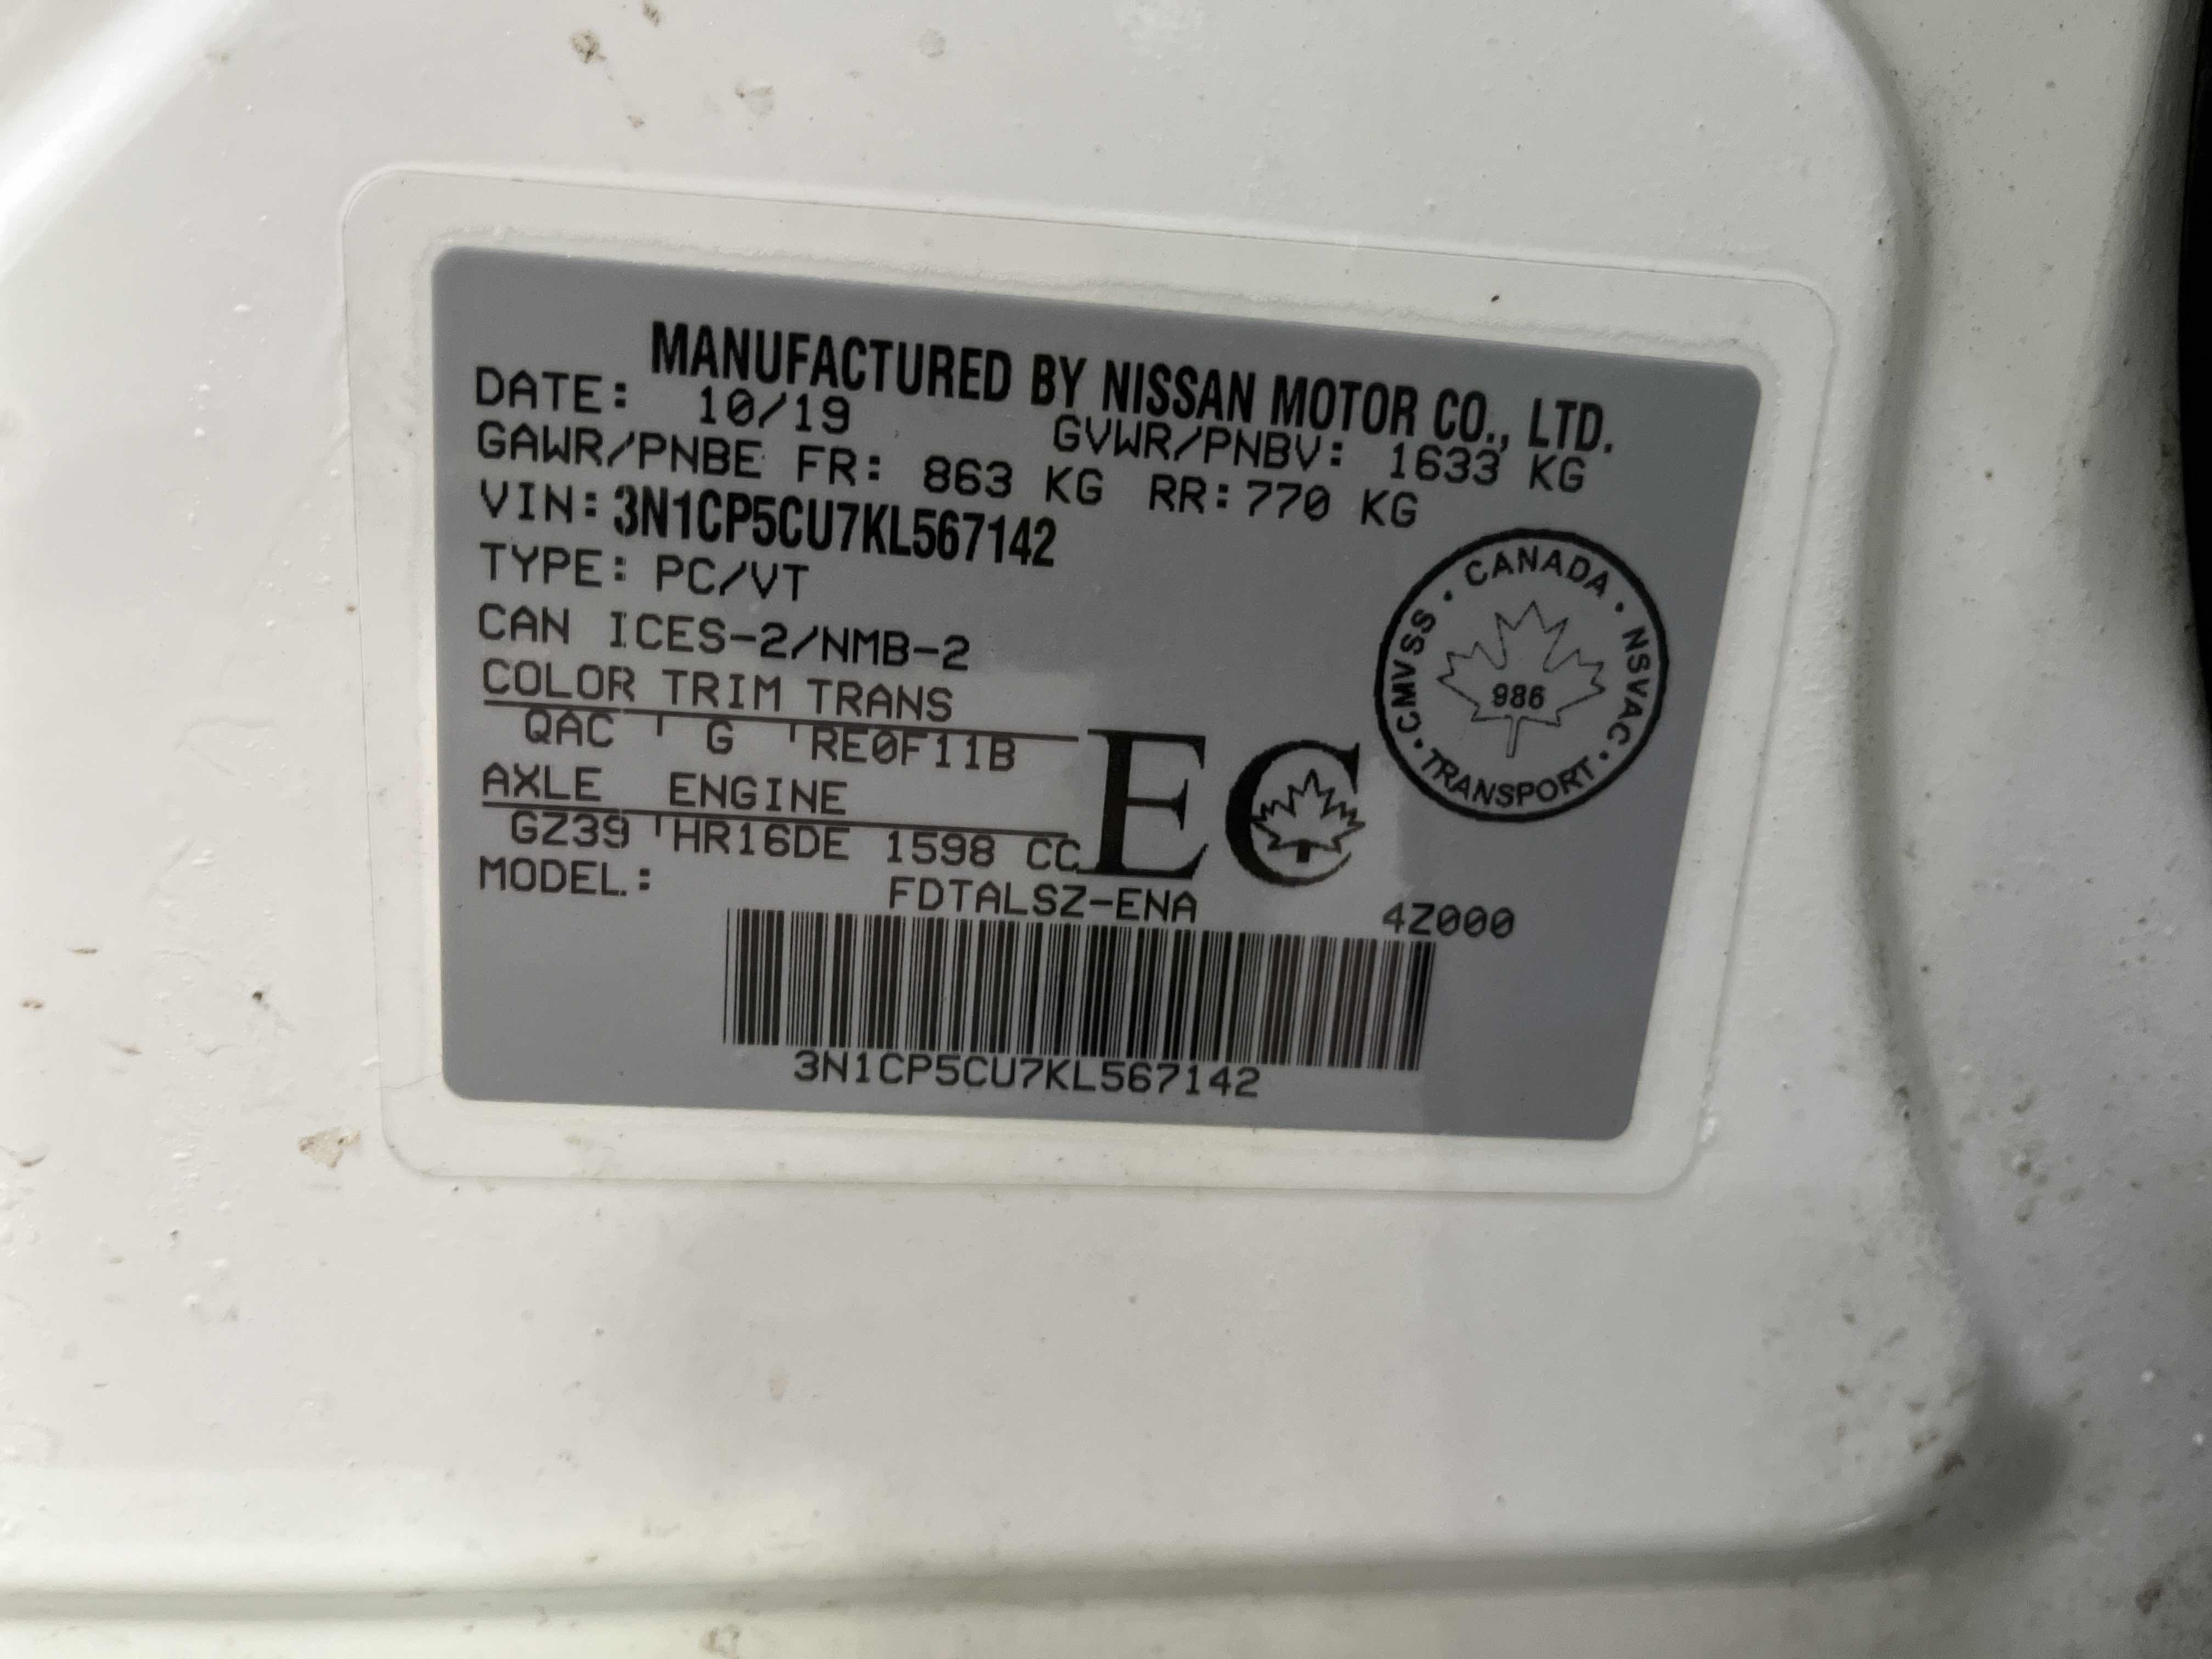 MANUFACTURED BY NISSAN MOTOR CO., LTD.
DATE: 10/19 GVWR/PNBV: 1633 KG
GAWR/PNBE FR: 863 KG RR: 770 KG
VIN: 3N1CP5CU7KL567142
TYPE: PC/VT
CAN ICES-2/NMB-2
COLOR TRIM TRANS
QAC G RE0F11B
AXLE ENGINE
GZ39 HR16DE 1598 CC
EC
CANADA · NSVAC · TRANSPORT · CMVSS ·
986
MODEL: FDTALSZ-ENA 4Z000
3N1CP5CU7KL567142